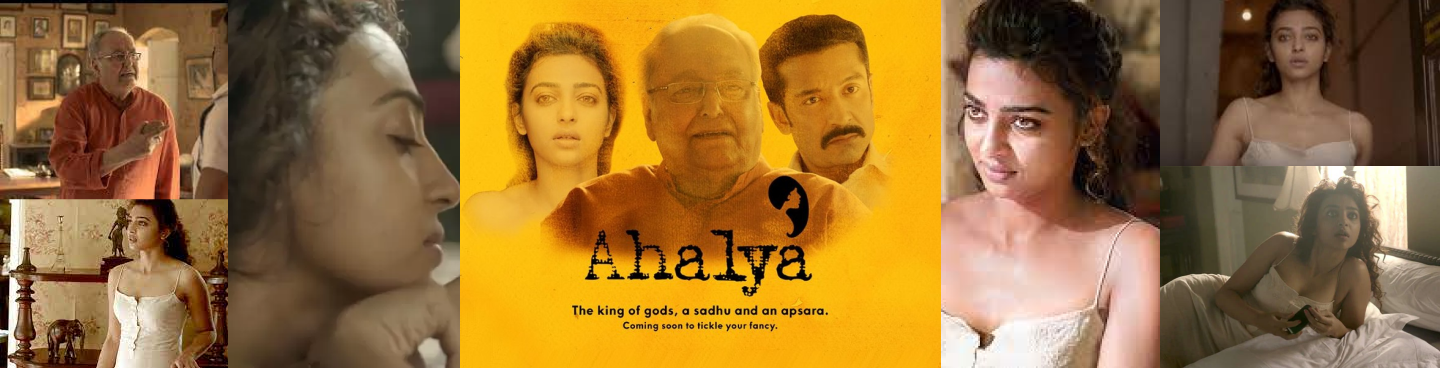 Ahalya
The king of gods, a sadhu and an apsara.
Coming soon to tickle your fancy.